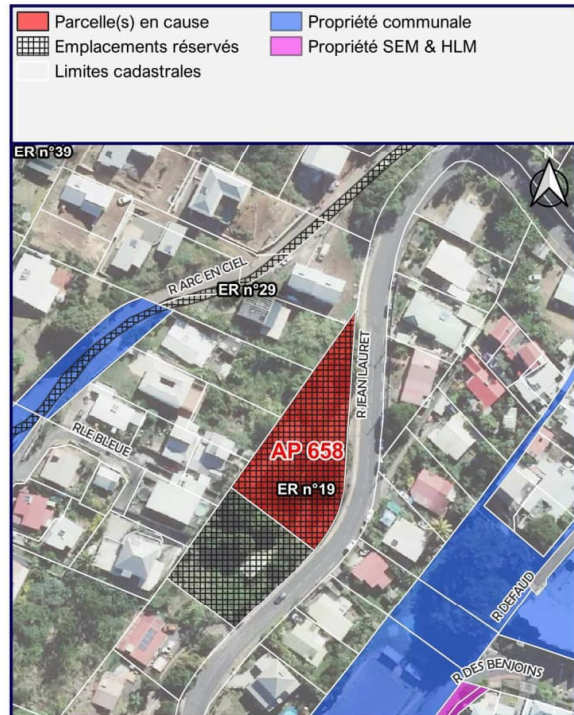 Parcelle(s) en cause
Emplacements réservés
Limites cadastrales
Propriété communale
Propriété SEM & HLM
ER n°39
N
R ARC EN CIEL
ER n°29
R JEAN LAURET
RLE BLEUE
AP 658
ER n°19
R DEFAUD
R DES BENJOINS